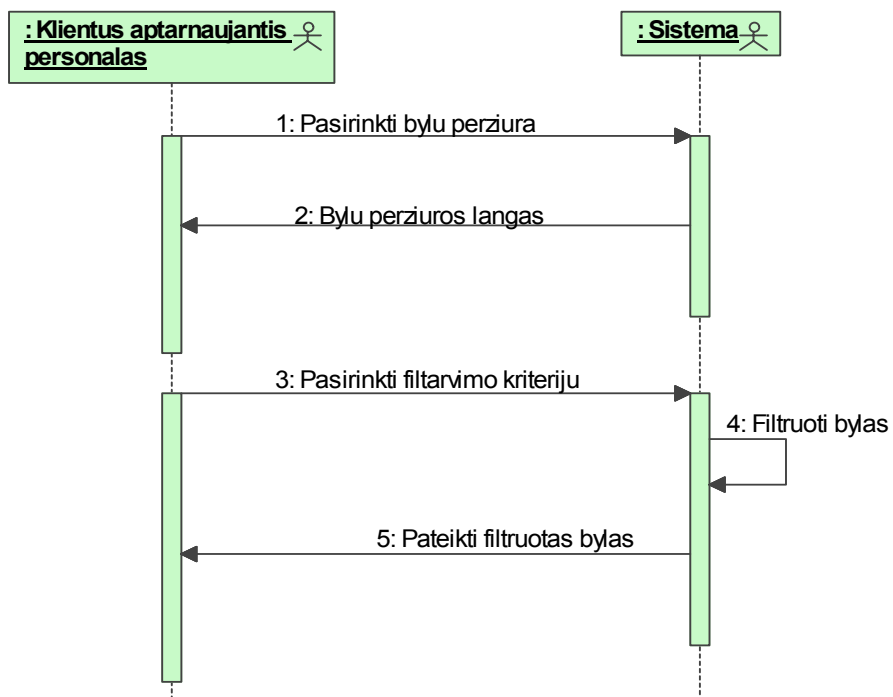 : Klientus aptarnaujantis
personalas
: Sistema
1: Pasirinkti bylu perziura
2: Bylu perziuros langas
3: Pasirinkti filtarvimo kriteriju
4: Filtruoti bylas
5: Pateikti filtruotas bylas